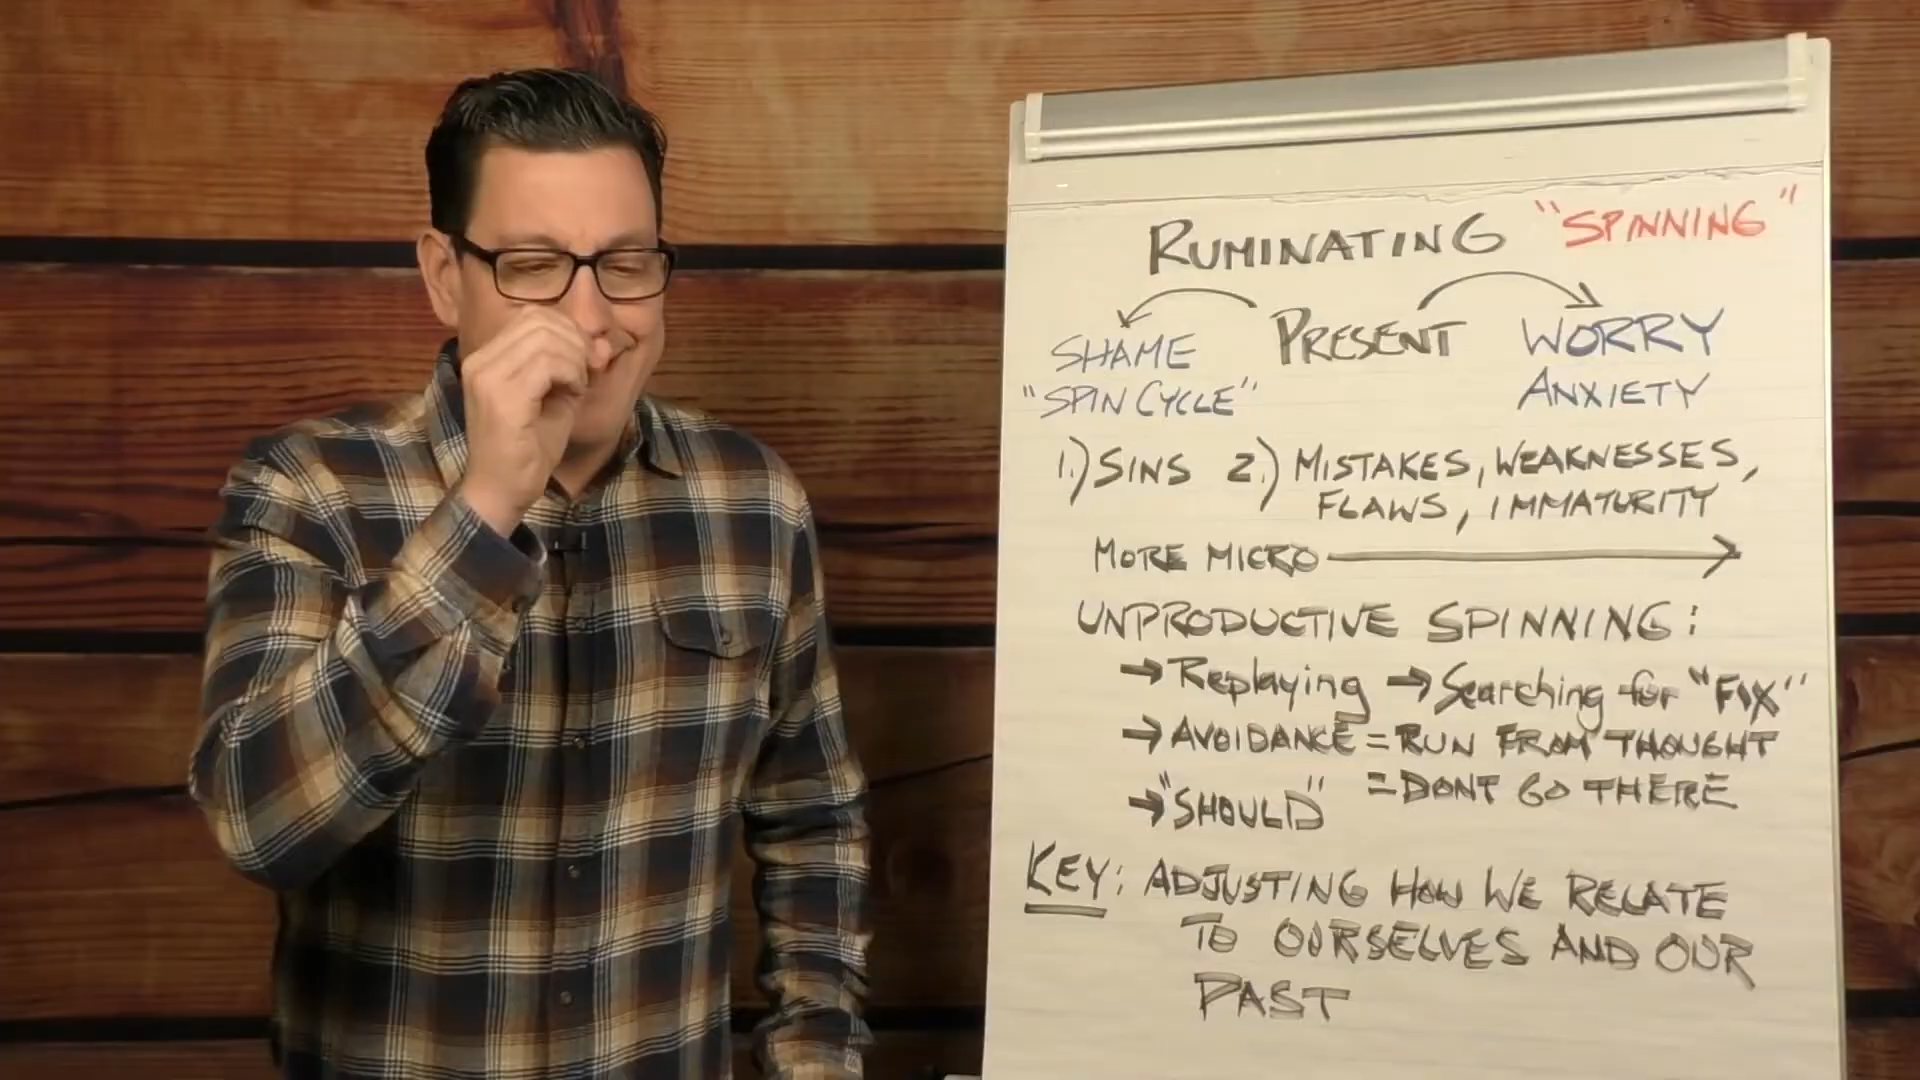 RUMINATING "SPINNING"
SHAME PRESENT WORRY
"SPIN CYCLE" ANXIETY
1.) SINS 2.) MISTAKES, WEAKNESSES,
FLAWS, IMMATURITY
MORE MICRO →
UNPRODUCTIVE SPINNING:
→ Replaying → Searching for "FIX"
→ AVOIDANCE = RUN FROM THOUGHT
= DONT GO THERE
→ "SHOULD"
KEY: ADJUSTING HOW WE RELATE
TO OURSELVES AND OUR
PAST